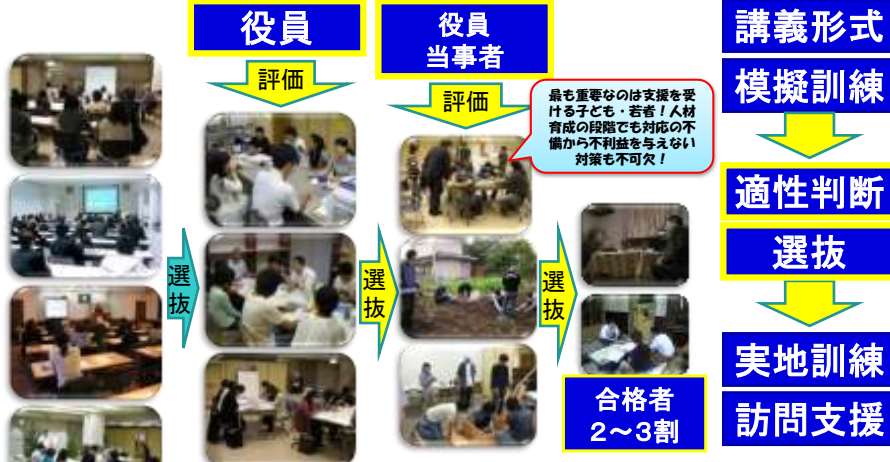 役員
評価
役員
当事者
評価
最も重要なのは支援を受
ける子ども・若者！人材
育成の段階でも対応の不
備から不利益を与えない
対策も不可欠！
選
抜
選
抜
選
抜
合格者
２～３割
講義形式
模擬訓練
適性判断
選抜
実地訓練
訪問支援